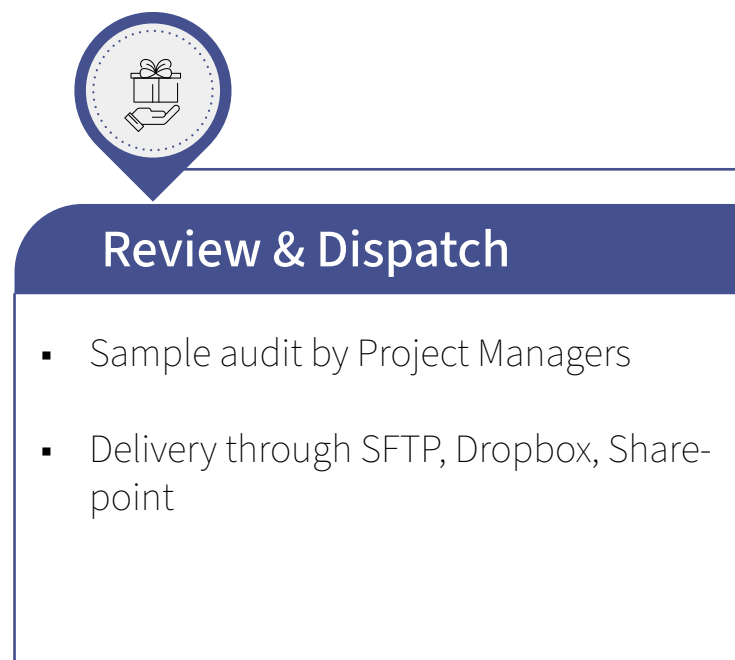 Review & Dispatch
▪ Sample audit by Project Managers
▪ Delivery through SFTP, Dropbox, Share-
point